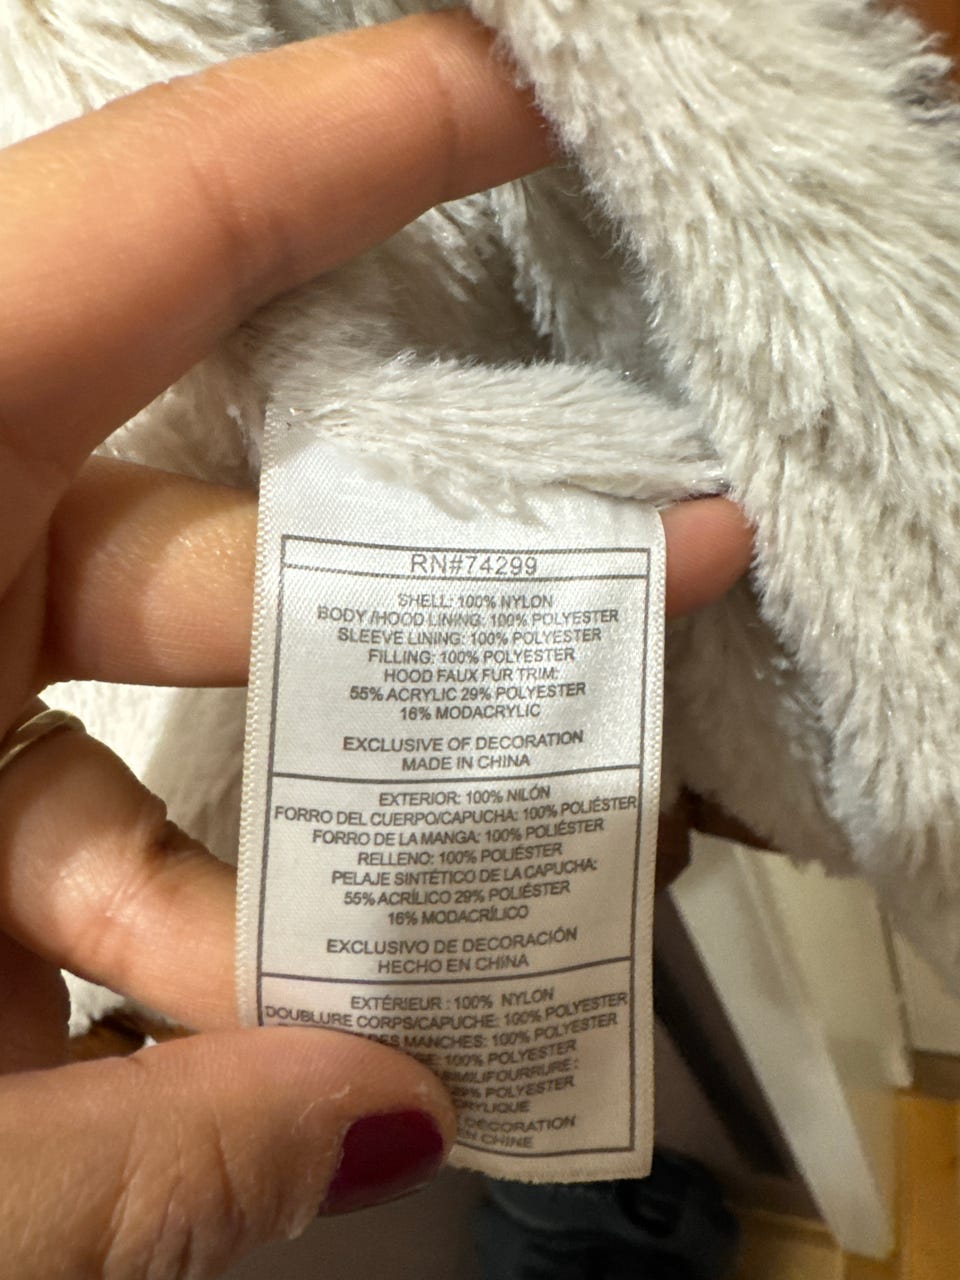 RN#74299
SHELL: 100% NYLON
BODY /HOOD LINING: 100% POLYESTER
SLEEVE LINING: 100% POLYESTER
FILLING: 100% POLYESTER
HOOD FAUX FUR TRIM:
55% ACRYLIC 29% POLYESTER
16% MODACRYLIC
EXCLUSIVE OF DECORATION
MADE IN CHINA
EXTERIOR: 100% NILÓN
FORRO DEL CUERPO/CAPUCHA: 100% POLIÉSTER
FORRO DE LA MANGA: 100% POLIÉSTER
RELLENO: 100% POLIÉSTER
PELAJE SINTÉTICO DE LA CAPUCHA:
55% ACRÍLICO 29% POLIÉSTER
16% MODACRÍLICO
EXCLUSIVO DE DECORACIÓN
HECHO EN CHINA
EXTÉRIEUR : 100% NYLON
DOUBLURE CORPS/CAPUCHE: 100% POLYESTER
DES MANCHES: 100% POLYESTER
100% POLYESTER
SIMILIFOURRURE :
29% POLYESTER
DÉCORATION
EN CHINE